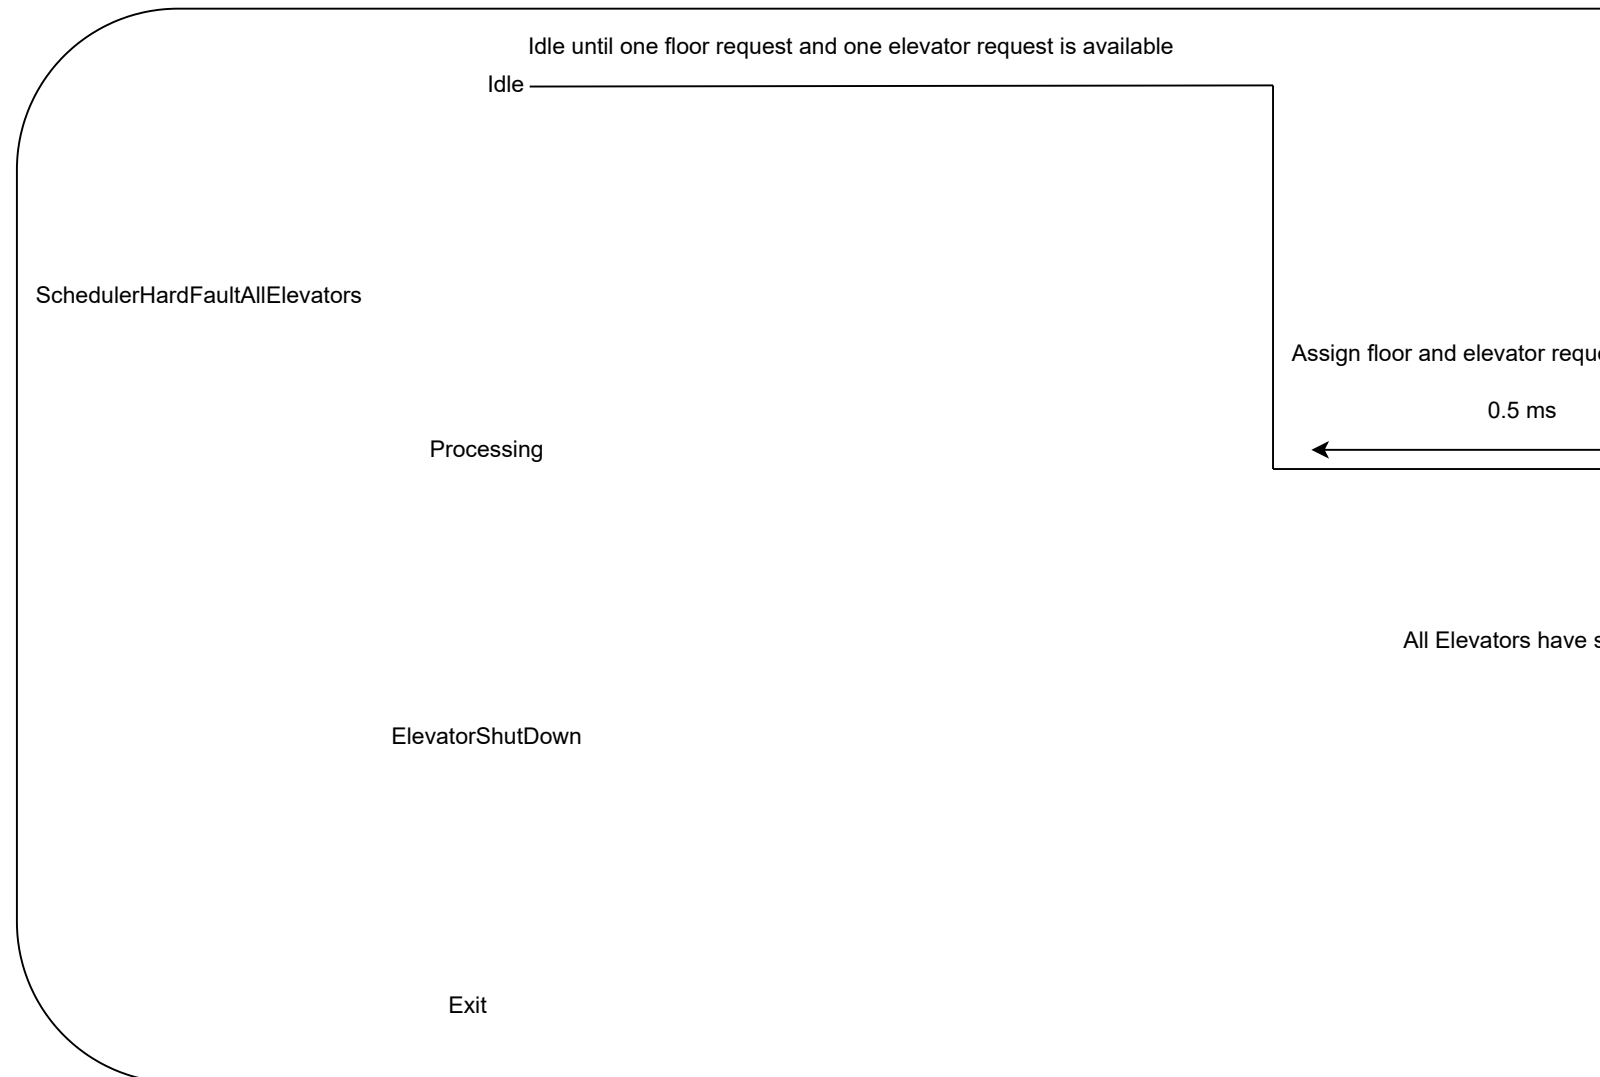 Idle until one floor request and one elevator request is available
Idle
SchedulerHardFaultAllElevators
Assign floor and elevator
0.5 ms
Processing
All Elevators have
ElevatorShutDown
Exit